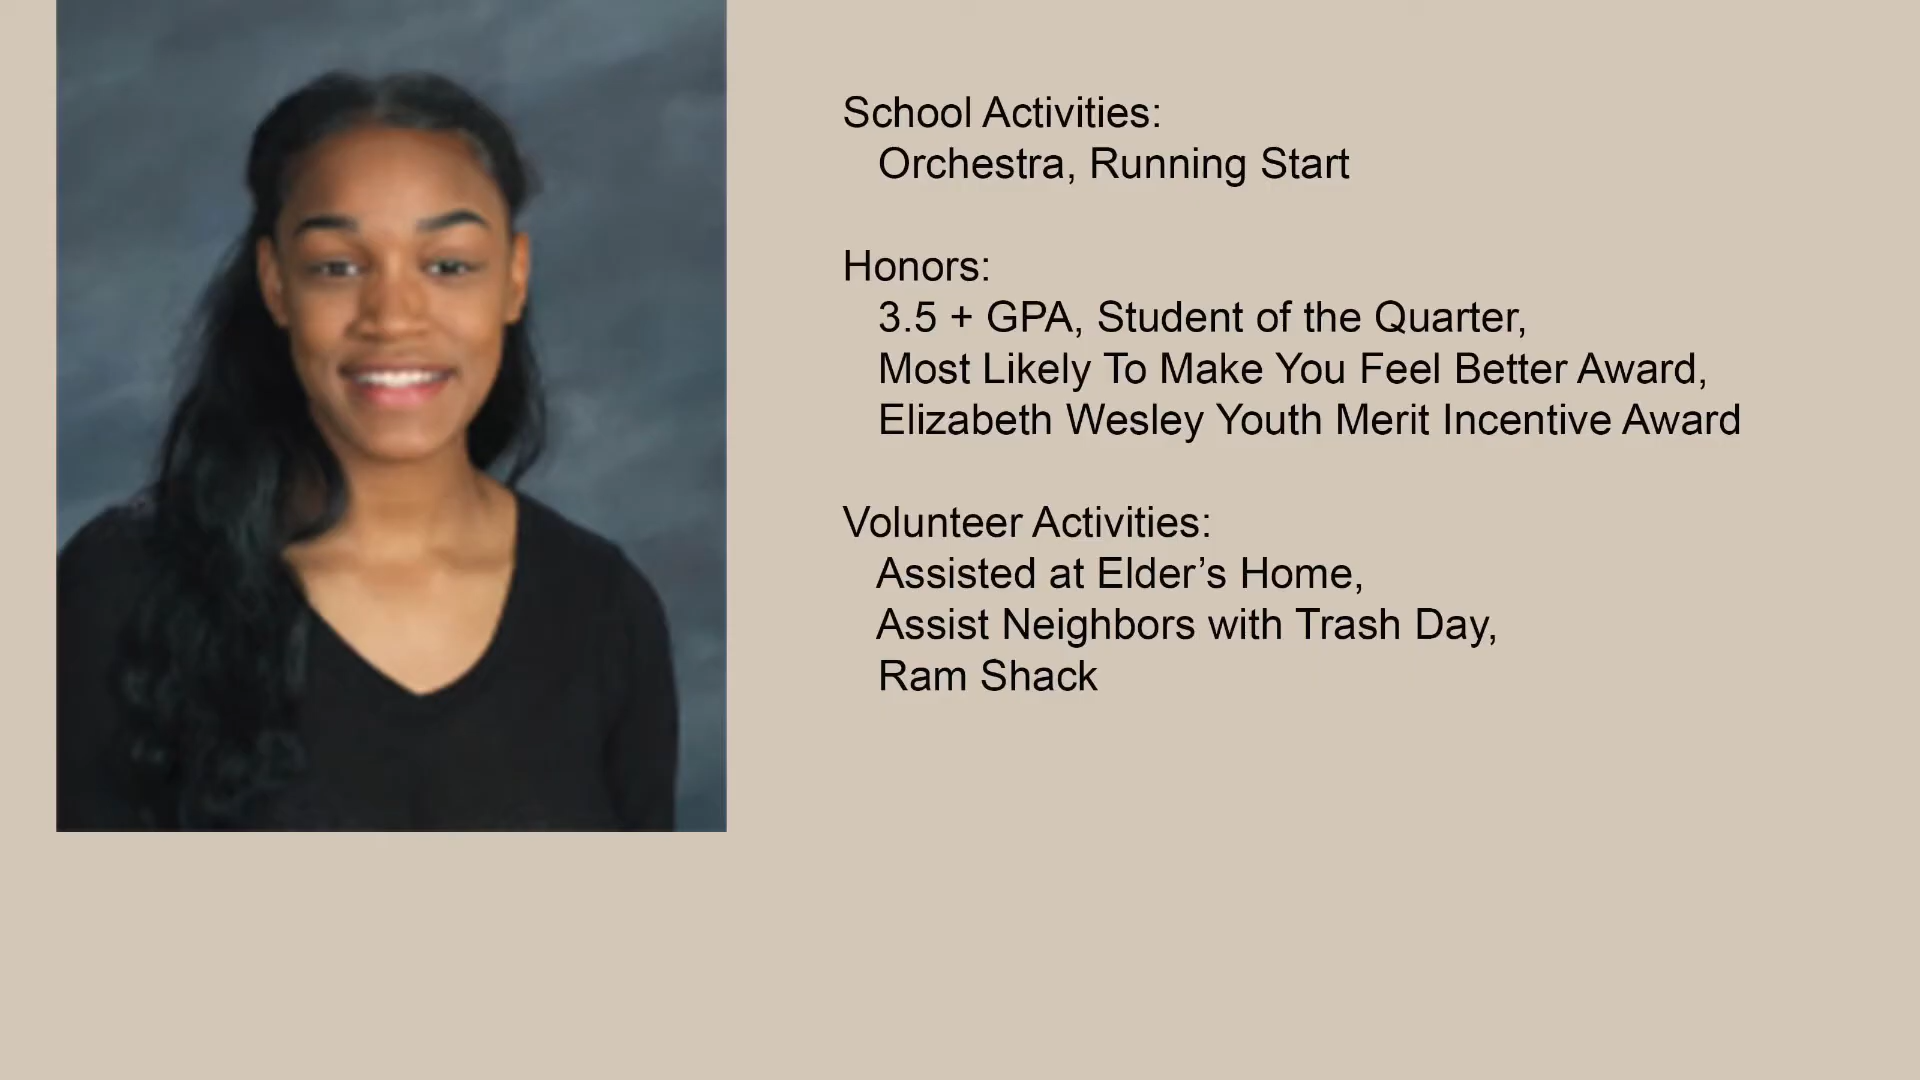 School Activities:
Orchestra, Running Start
Honors:
3.5 + GPA, Student of the Quarter,
Most Likely To Make You Feel Better Award,
Elizabeth Wesley Youth Merit Incentive Award
Volunteer Activities:
Assisted at Elder’s Home,
Assist Neighbors with Trash Day,
Ram Shack